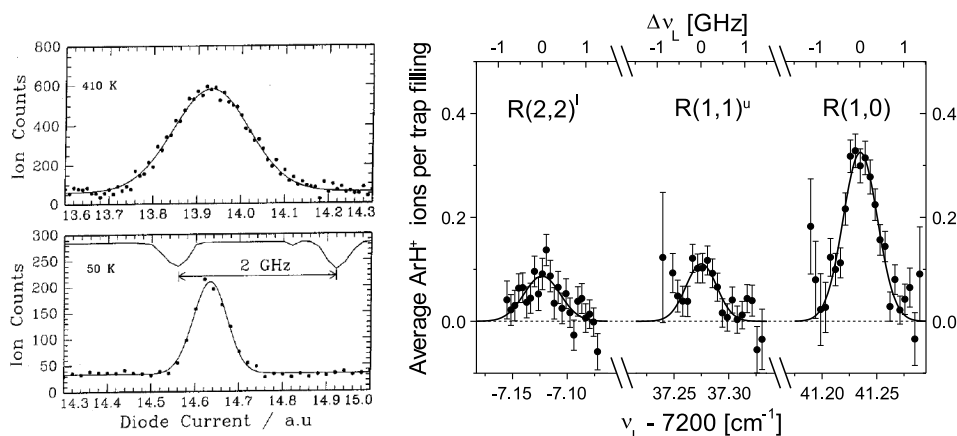 800
600
400
200
0
410 K
Ion Counts
13.6 13.7 13.8 13.9 14.0 14.1 14.2 14.3
300
250
200
150
100
50
0
50 K
2 GHz
Ion Counts
14.3 14.4 14.5 14.6 14.7 14.8 14.9 15.0
Diode Current / a.u
Δν_L [GHz]
-1 0 1 -1 0 1 -1 0 1
R(2,2)^l R(1,1)^u R(1,0)
Average ArH⁺ ions per trap filling
0.4 0.4
0.2 0.2
0.0 0.0
-7.15 -7.10 37.25 37.30 41.20 41.25
ν_L - 7200 [cm⁻¹]